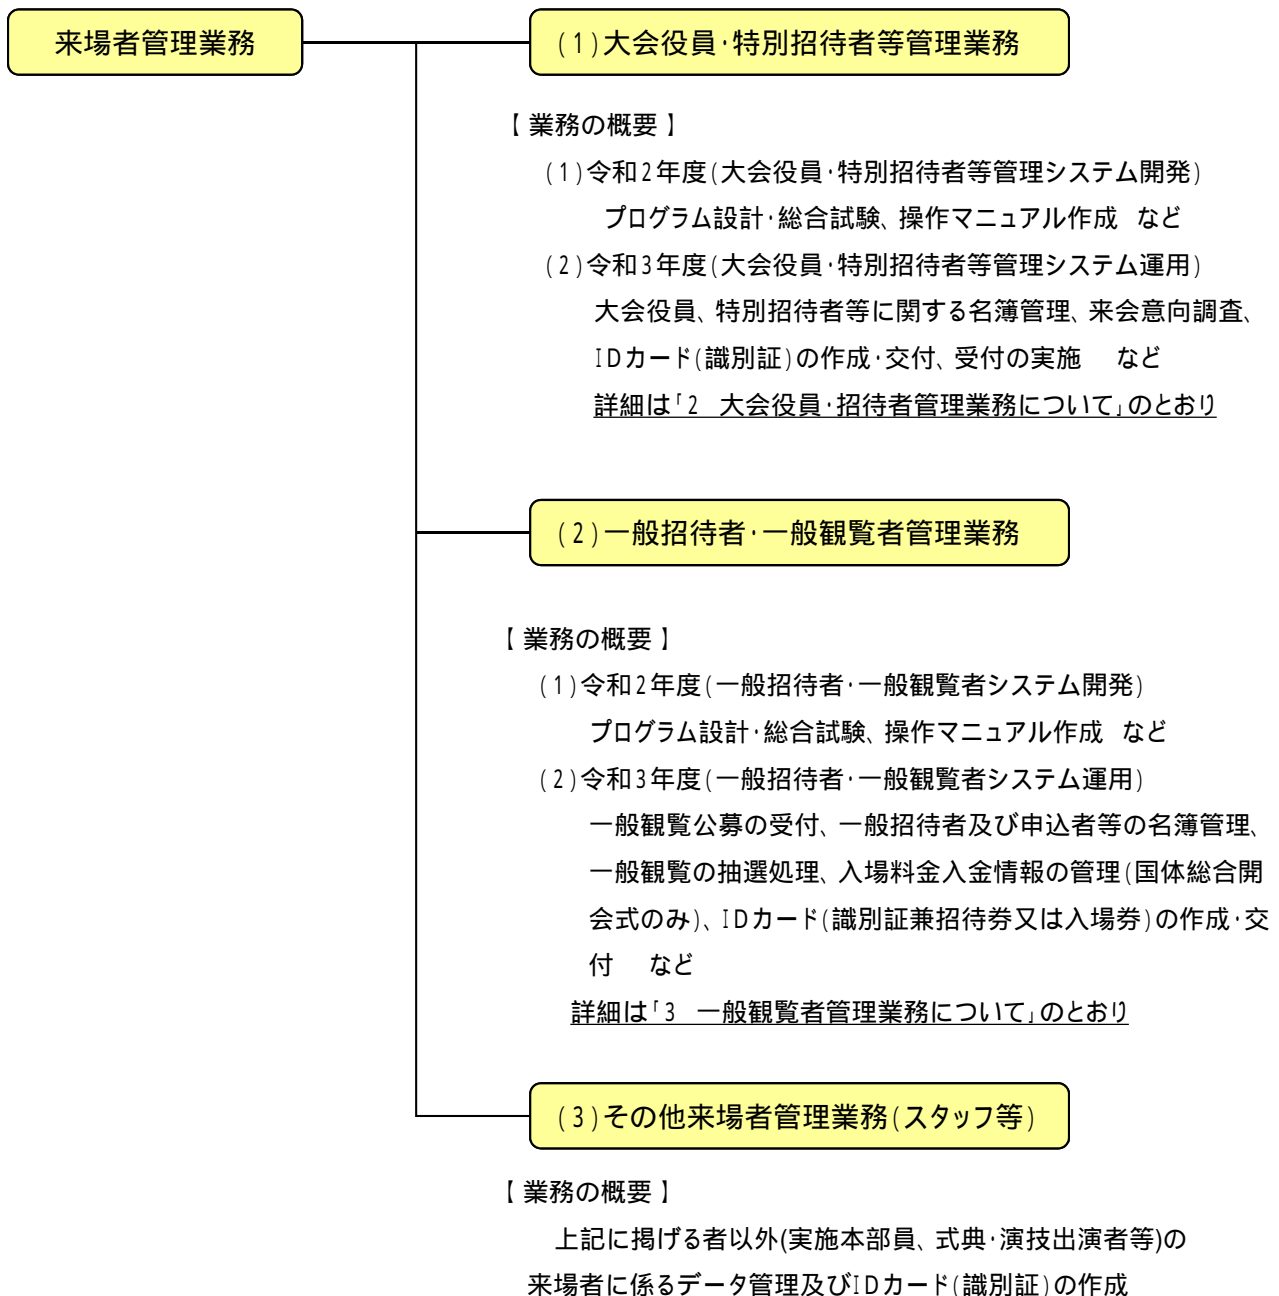 来場者管理業務
(1)大会役員・特別招待者等管理業務
【業務の概要】
(1)令和2年度(大会役員・特別招待者等管理システム開発)
プログラム設計・総合試験、操作マニュアル作成 など
(2)令和3年度(大会役員・特別招待者等管理システム運用)
大会役員、特別招待者等に関する名簿管理、来会意向調査、
IDカード(識別証)の作成・交付、受付の実施 など
詳細は「2 大会役員・招待者管理業務について」のとおり
(2)一般招待者・一般観覧者管理業務
【業務の概要】
(1)令和2年度(一般招待者・一般観覧者システム開発)
プログラム設計・総合試験、操作マニュアル作成 など
(2)令和3年度(一般招待者・一般観覧者システム運用)
一般観覧公募の受付、一般招待者及び申込者等の名簿管理、
一般観覧の抽選処理、入場料金入金情報の管理(国体総合開
会式のみ)、IDカード(識別証兼招待券又は入場券)の作成・交
付 など
詳細は「3 一般観覧者管理業務について」のとおり
(3)その他来場者管理業務(スタッフ等)
【業務の概要】
上記に掲げる者以外(実施本部員、式典・演技出演者等)の
来場者に係るデータ管理及びIDカード(識別証)の作成